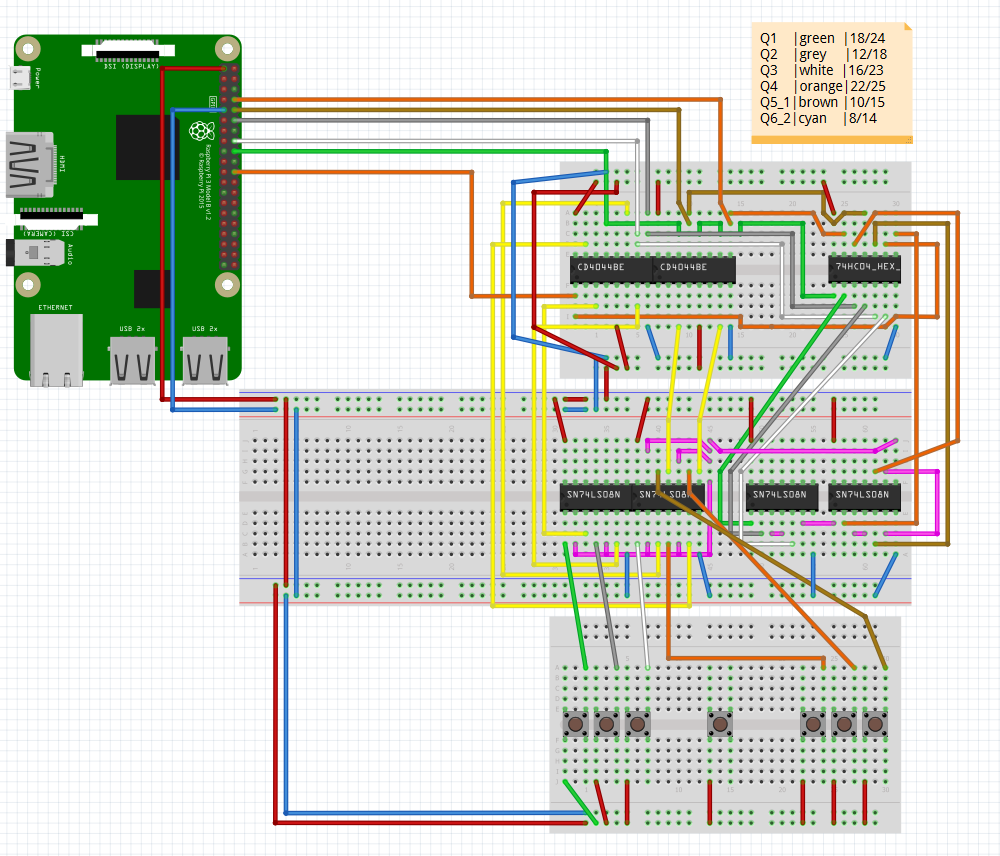 Q1 |green |18/24
Q2 |grey |12/18
Q3 |white |16/23
Q4 |orange|22/25
Q5_1|brown |10/15
Q6_2|cyan |8/14
DSI (DISPLAY)
Power
HDMI
Raspberry Pi 3 Model B v1.2
© Raspberry Pi 2015
CSI (CAMERA)
Audio
ETHERNET
USB 2x
USB 2x
CD4044BE
CD4044BE
74HC04_HEX_
SN74LS08N
SN74LS08N
SN74LS08N
SN74LS08N